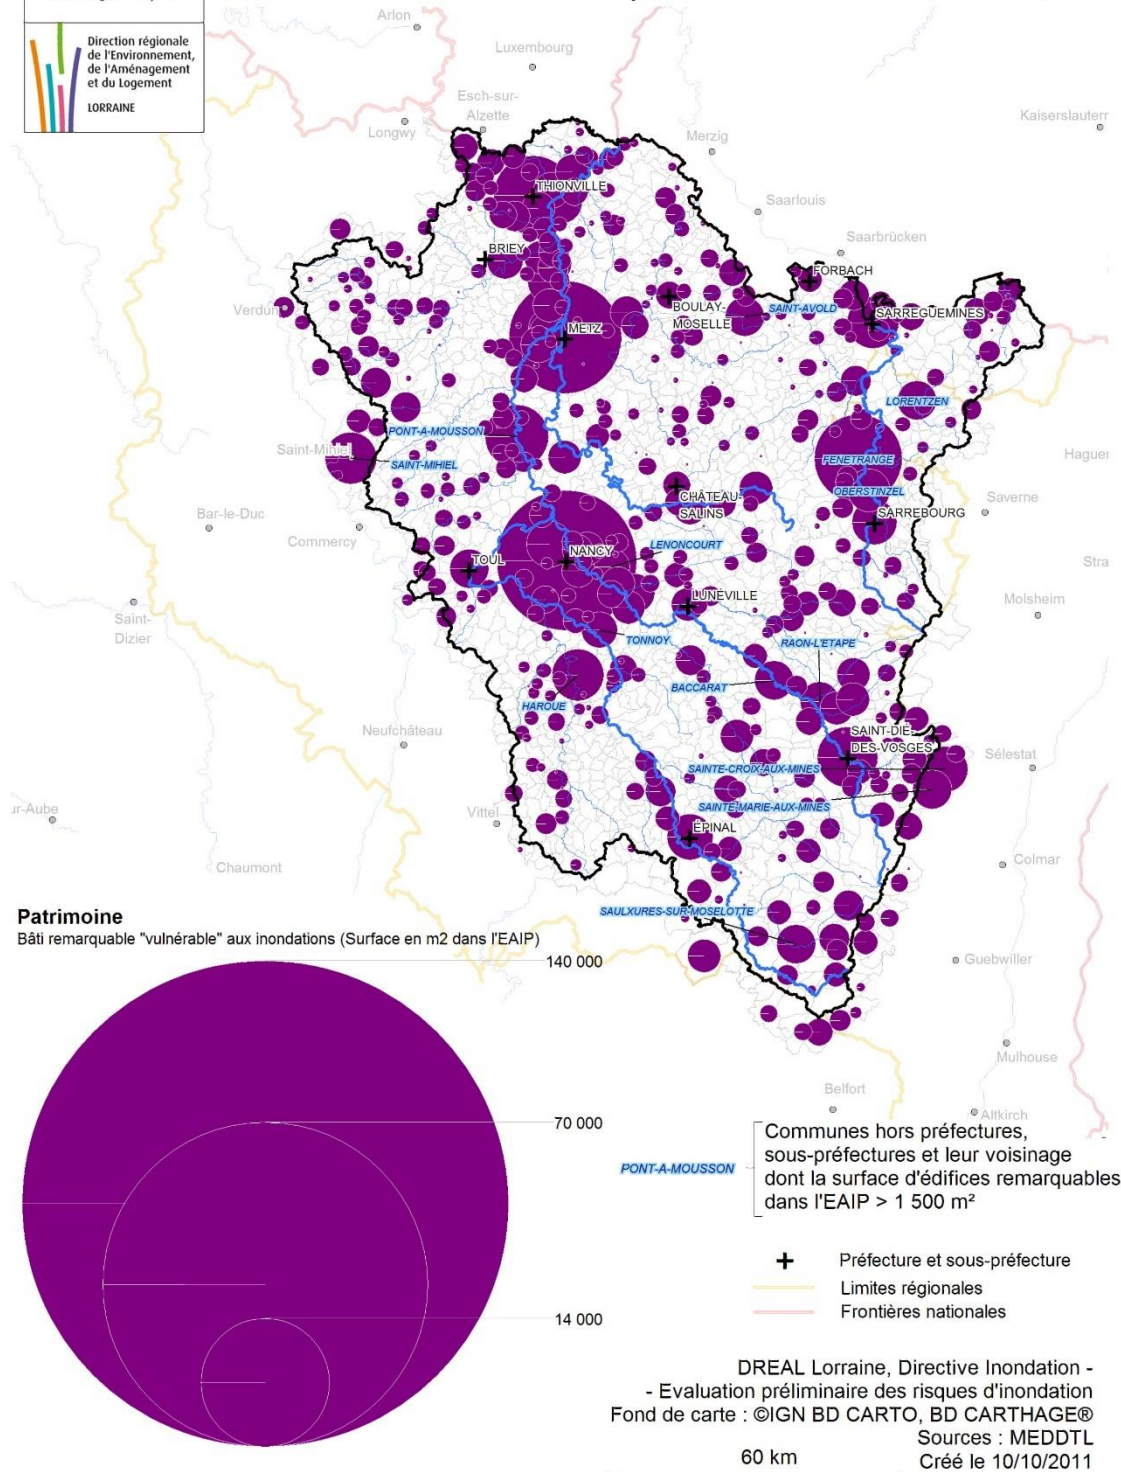 Direction régionale
de l'Environnement,
de l'Aménagement
et du Logement
LORRAINE
Arlon
Luxembourg
Esch-sur-
Alzette
Longwy
Merzig
Kaiserslautern
Saarlouis
Saarbrücken
THIONVILLE
BRIEY
FORBACH
Verdun
BOULAY-
MOSELLE
SAINT-AVOLD
SARREGUEMINES
METZ
LORENTZEN
PONT-A-MOUSSON
Saint-Mihiel
SAINT-MIHIEL
FENETRANGE
Haguer
OBERSTINZEL
Saverne
CHÂTEAU-
SALINS
SARREBOURG
Bar-le-Duc
Commercy
LENONCOURT
NANCY
TOUL
Stra
LUNÉVILLE
Molsheim
Saint-
Dizier
TONNOY
RAON-L'ETAPE
BACCARAT
HAROUE
Neufchâteau
SAINT-DIÉ-
DES-VOSGES
Sélestat
SAINTE-CROIX-AUX-MINES
SAINTE-MARIE-AUX-MINES
ur-Aube
Vittel
ÉPINAL
Colmar
Chaumont
SAULXURES-SUR-MOSELOTTE
Guebwiller
Mulhouse
Belfort
Altkirch
Patrimoine
Bâti remarquable "vulnérable" aux inondations (Surface en m2 dans l'EAIP)
140 000
70 000
14 000
PONT-A-MOUSSON
Communes hors préfectures,
sous-préfectures et leur voisinage
dont la surface d'édifices remarquables
dans l'EAIP > 1 500 m²
Préfecture et sous-préfecture
Limites régionales
Frontières nationales
DREAL Lorraine, Directive Inondation -
- Evaluation préliminaire des risques d'inondation
Fond de carte : ©IGN BD CARTO, BD CARTHAGE®
Sources : MEDDTL
60 km
Créé le 10/10/2011